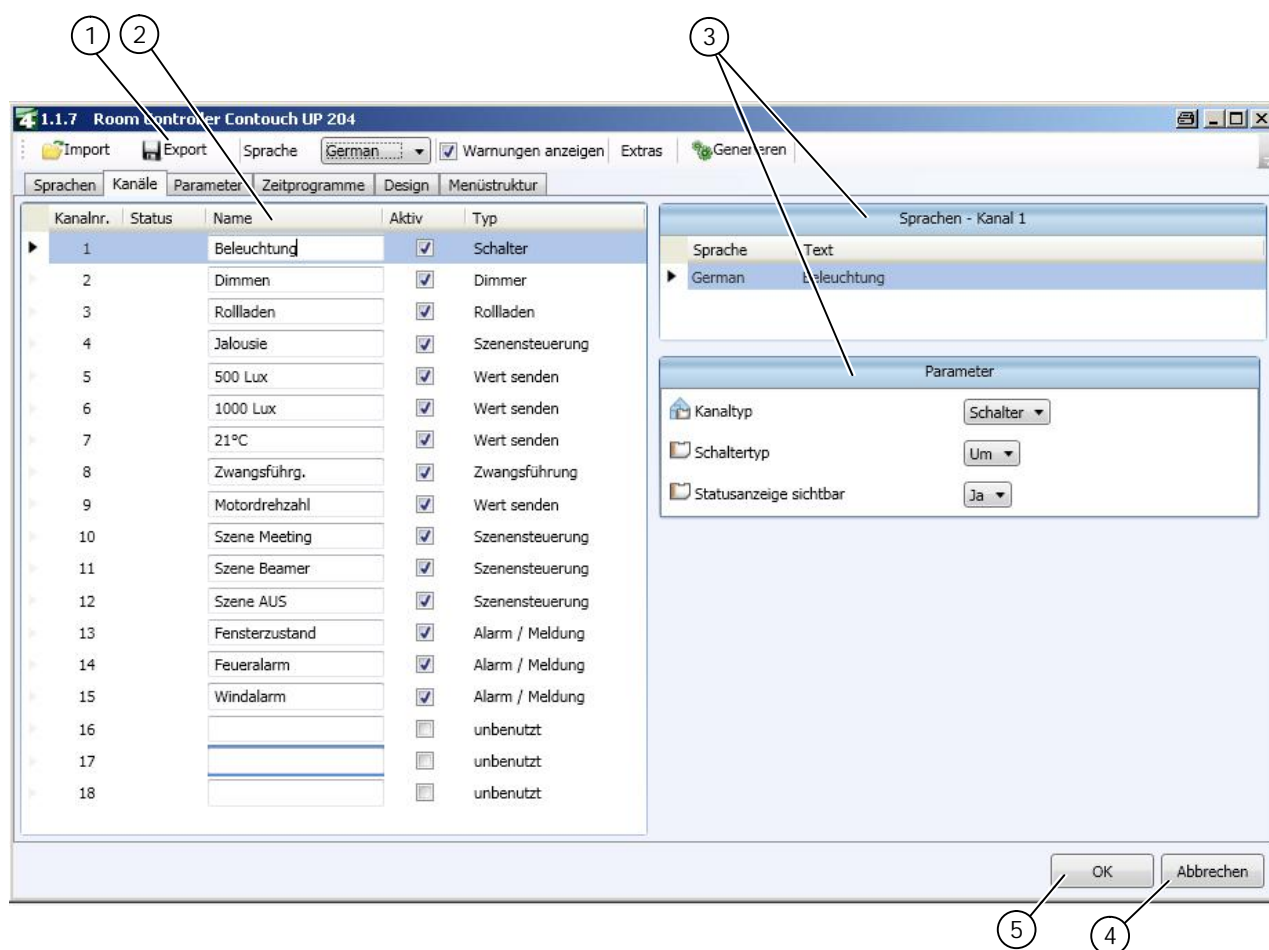 1 2 3
1.1.7 Room Controller Contouch UP 204
Import Export Sprache German Warnungen anzeigen Extras Generieren
Sprachen Kanäle Parameter Zeitprogramme Design Menüstruktur
Kanalnr. Status Name Aktiv Typ
1 Beleuchtung Schalter
2 Dimmen Dimmer
3 Rollladen Rollladen
4 Jalousie Szenensteuerung
5 500 Lux Wert senden
6 1000 Lux Wert senden
7 21°C Wert senden
8 Zwangsführg. Zwangsführung
9 Motordrehzahl Wert senden
10 Szene Meeting Szenensteuerung
11 Szene Beamer Szenensteuerung
12 Szene AUS Szenensteuerung
13 Fensterzustand Alarm / Meldung
14 Feueralarm Alarm / Meldung
15 Windalarm Alarm / Meldung
16 unbenutzt
17 unbenutzt
18 unbenutzt
Sprachen - Kanal 1
Sprache Text
German Beleuchtung
Parameter
Kanaltyp Schalter
Schaltertyp Um
Statusanzeige sichtbar Ja
OK Abbrechen
5 4